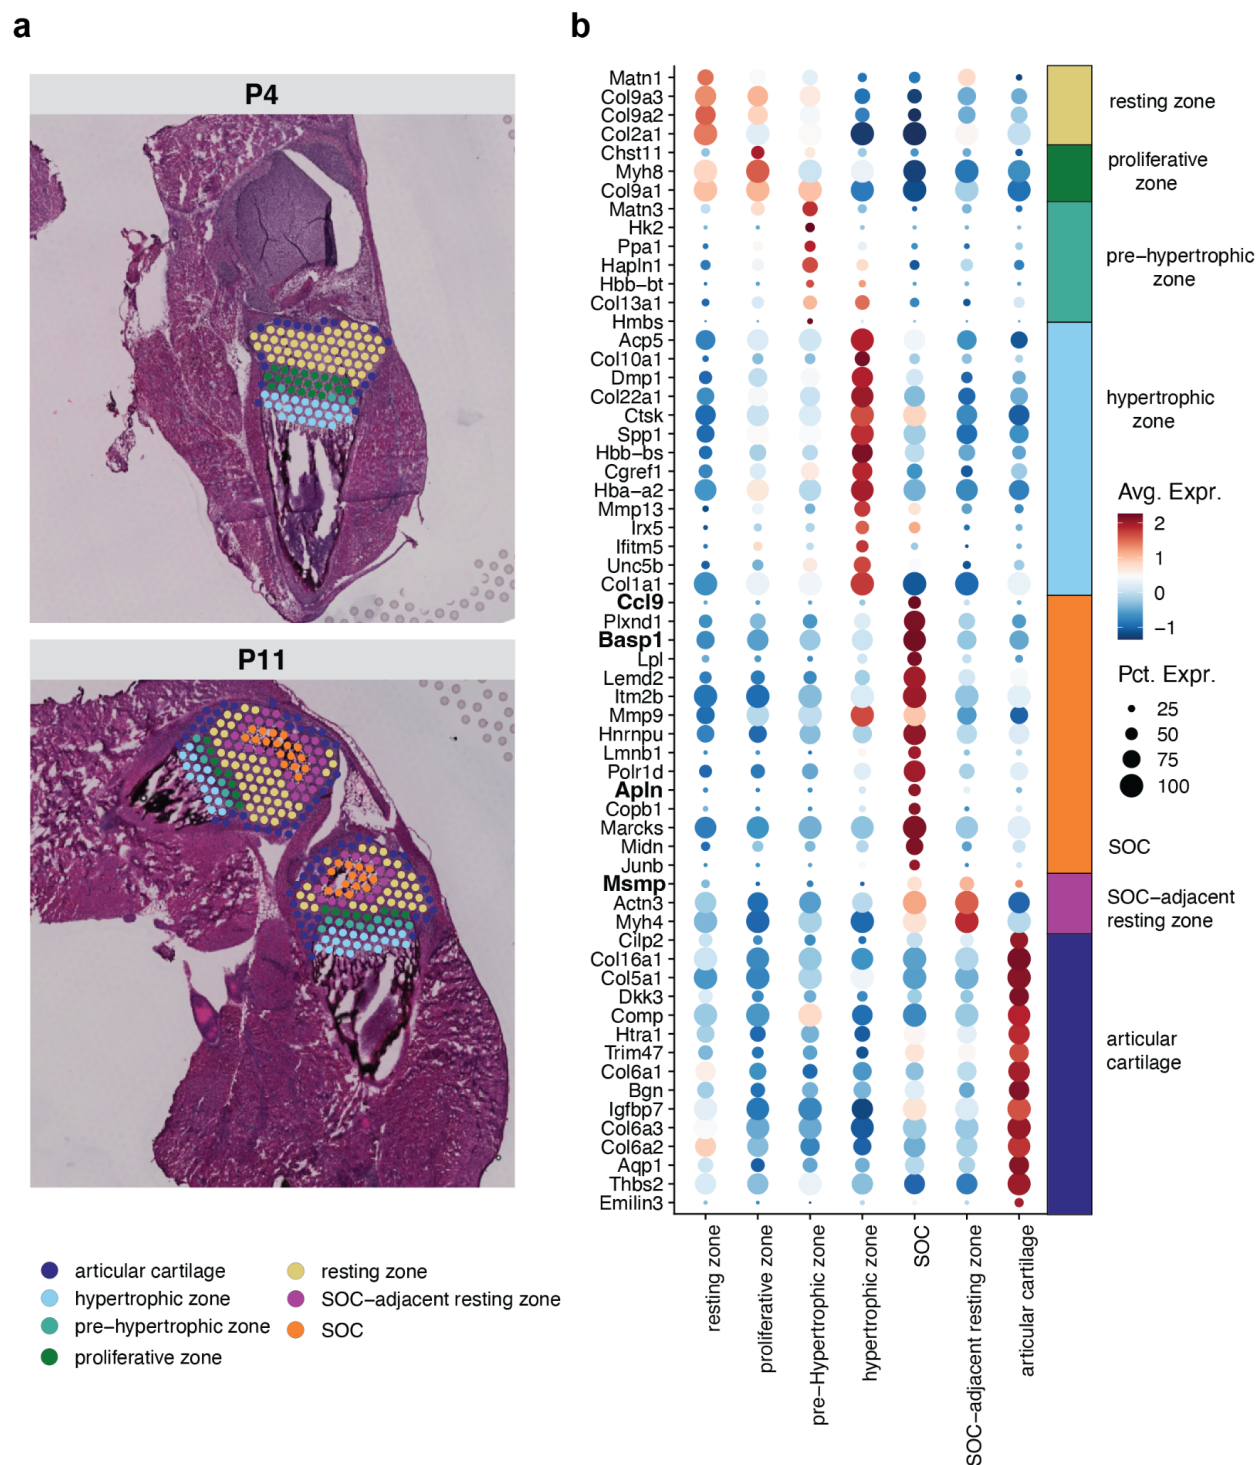 a
P4
P11
articular cartilage
hypertrophic zone
pre-hypertrophic zone
proliferative zone
resting zone
SOC-adjacent resting zone
SOC
b
Matn1
Col9a3
Col9a2
Col2a1
Chst11
Myh8
Col9a1
Matn3
Hk2
Ppa1
Hapln1
Hbb-bt
Col13a1
Hmbs
Acp5
Col10a1
Dmp1
Col22a1
Ctsk
Spp1
Hbb-bs
Cgref1
Hba-a2
Mmp13
Irx5
Ifitm5
Unc5b
Col1a1
Ccl9
Plxnd1
Basp1
Lpl
Lemd2
Itm2b
Mmp9
Hnrnpu
Lmnb1
Polr1d
Apln
Copb1
Marcks
Midn
Junb
Msmp
Actn3
Myh4
Cilp2
Col16a1
Col5a1
Dkk3
Comp
Htra1
Trim47
Col6a1
Bgn
Igfbp7
Col6a3
Col6a2
Aqp1
Thbs2
Emilin3
resting zone
proliferative zone
pre-Hypertrophic zone
hypertrophic zone
SOC
SOC-adjacent resting zone
articular cartilage
resting zone
proliferative
zone
pre-hypertrophic
zone
hypertrophic
zone
Avg. Expr.
2
1
0
-1
Pct. Expr.
25
50
75
100
SOC
SOC-adjacent
resting zone
articular
cartilage